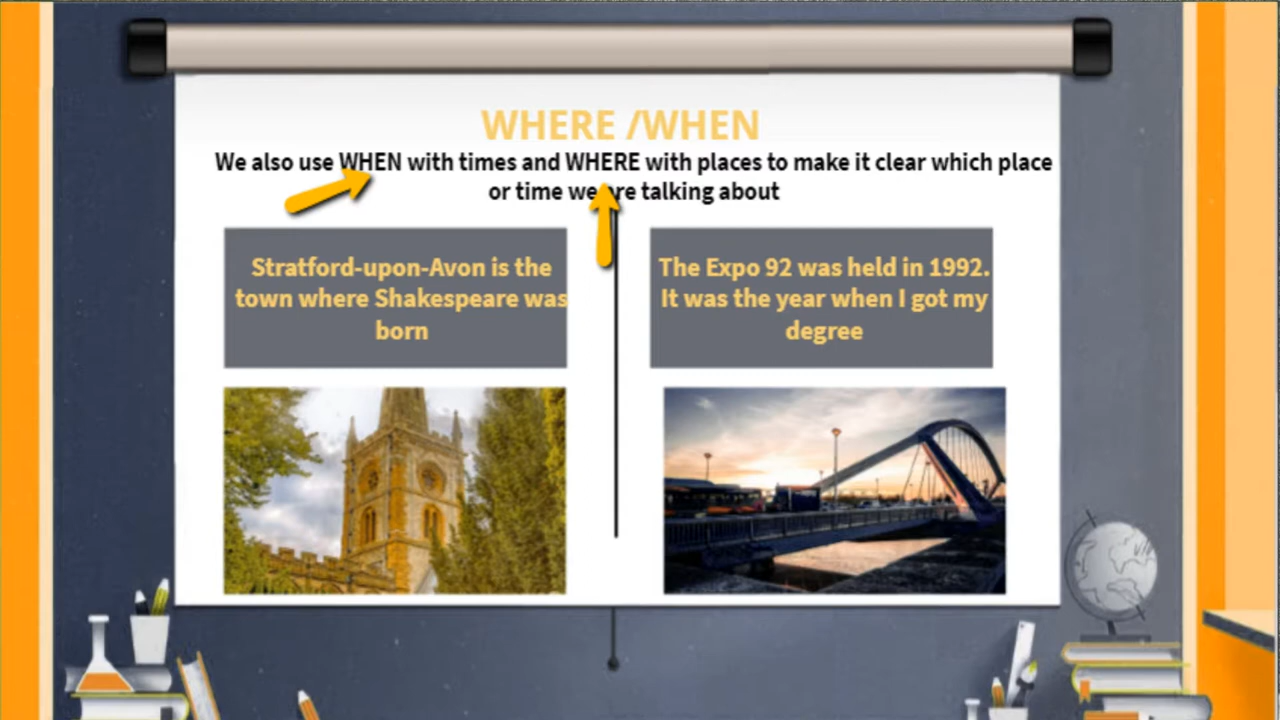 WHERE /WHEN
We also use WHEN with times and WHERE with places to make it clear which place
or time we are talking about
Stratford-upon-Avon is the
town where Shakespeare was
born
The Expo 92 was held in 1992.
It was the year when I got my
degree